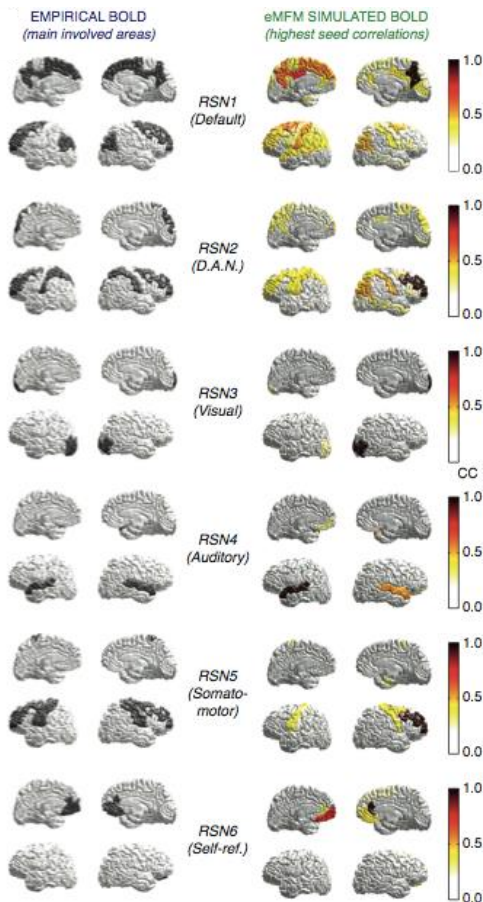 EMPIRICAL BOLD
(main involved areas)
eMFM SIMULATED BOLD
(highest seed correlations)
RSN1
(Default)
1.0
0.5
0.0
RSN2
(D.A.N.)
1.0
0.5
0.0
RSN3
(Visual)
1.0
0.5
0
CC
RSN4
(Auditory)
1.0
0.5
0.0
RSN5
(Somato-
motor)
1.0
0.5
0.0
RSN6
(Self-ref.)
1.0
0.5
0.0